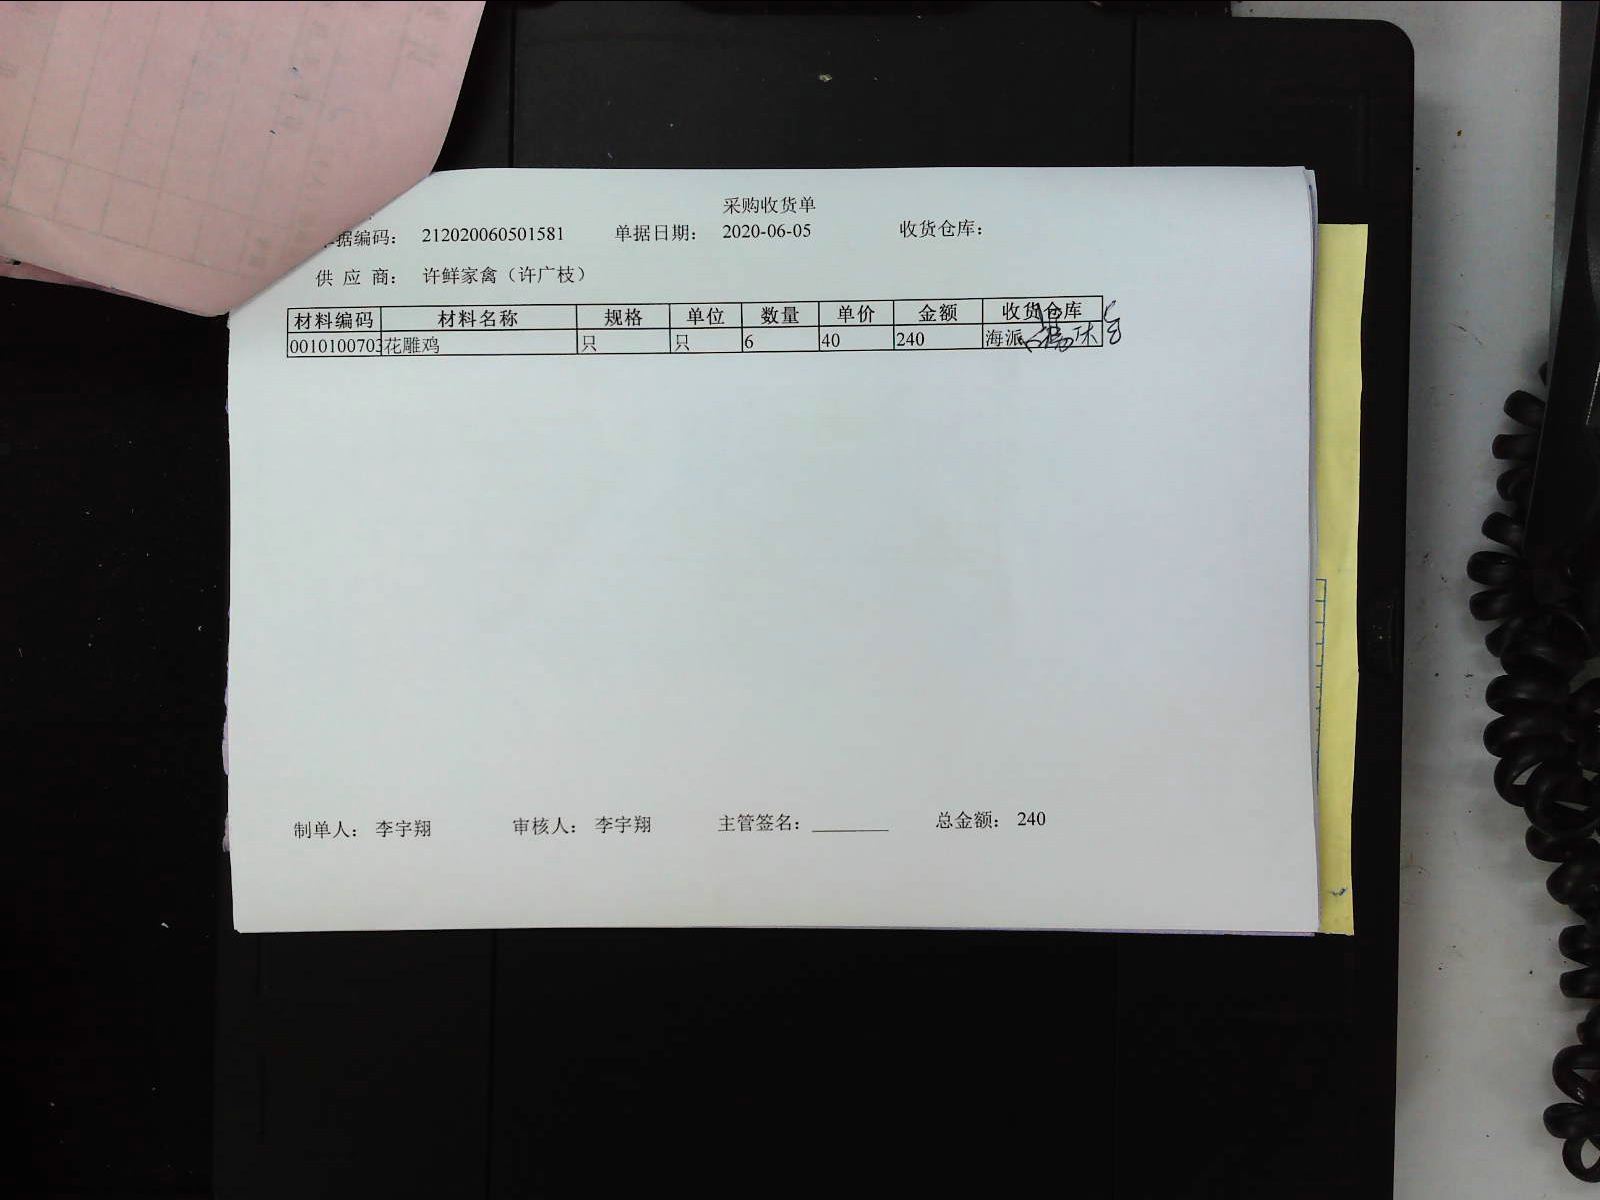 采购收货单
据编码： 212020060501581 单据日期： 2020-06-05 收货仓库：
供 应 商： 许鲜家禽（许广枝）
材料编码 材料名称 规格 单位 数量 单价 金额 收货仓库
0010100703 花雕鸡 只 只 6 40 240 海派
制单人： 李宇翔 审核人： 李宇翔 主管签名： 总金额： 240